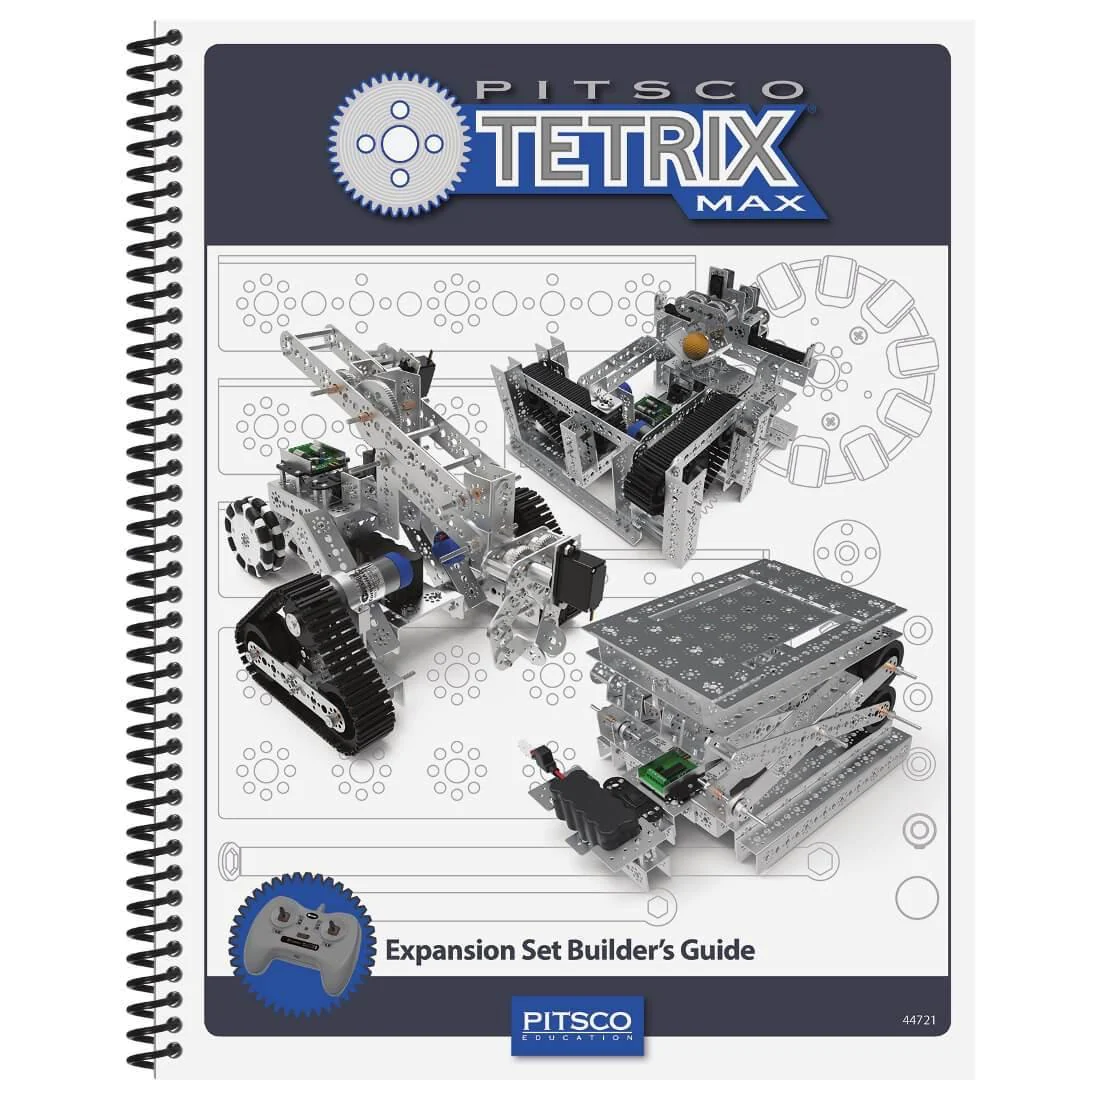 PITSCO
TETRIX®
MAX
Expansion Set Builder's Guide
PITSCO
EDUCATION
44721